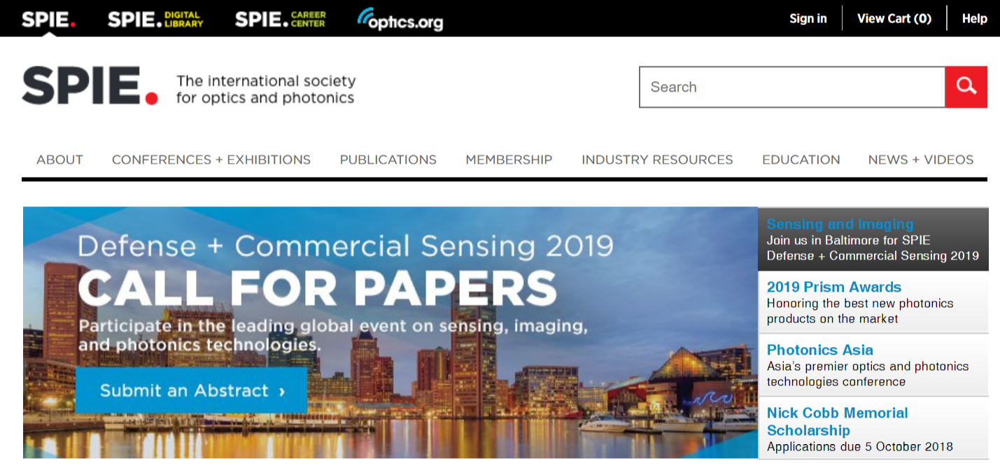 SPIE. SPIE. DIGITAL LIBRARY SPIE. CAREER CENTER optics.org Sign in View Cart (0) Help
SPIE. The international society
for optics and photonics
Search
ABOUT CONFERENCES + EXHIBITIONS PUBLICATIONS MEMBERSHIP INDUSTRY RESOURCES EDUCATION NEWS + VIDEOS
Defense + Commercial Sensing 2019
CALL FOR PAPERS
Participate in the leading global event on sensing, imaging,
and photonics technologies.
Submit an Abstract ›
Sensing and Imaging
Join us in Baltimore for SPIE
Defense + Commercial Sensing 2019
2019 Prism Awards
Honoring the best new photonics
products on the market
Photonics Asia
Asia's premier optics and photonics
technologies conference
Nick Cobb Memorial
Scholarship
Applications due 5 October 2018